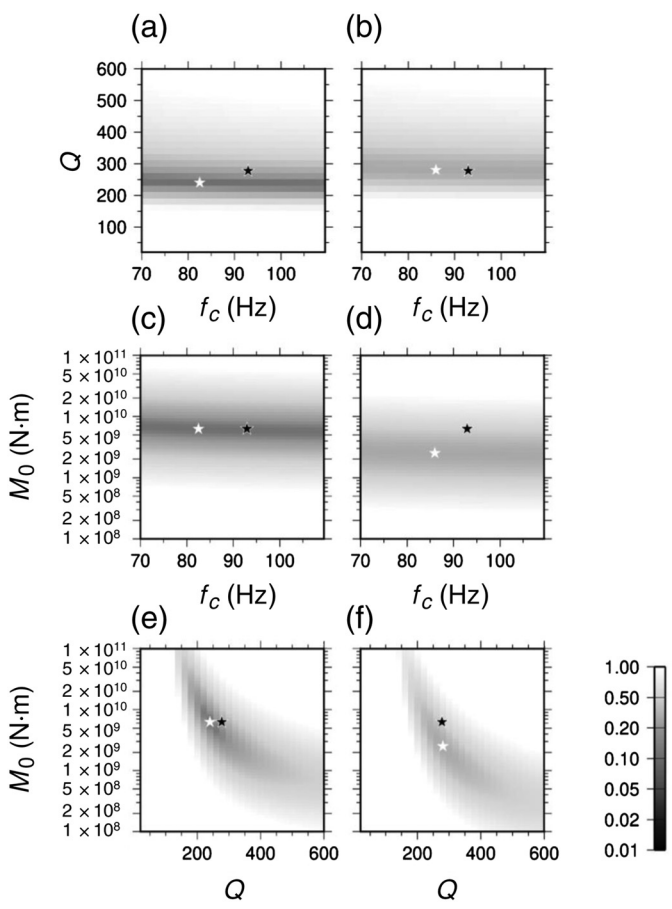 (a) (b)
600
500
400
300
200
100
Q
70 80 90 100
70 80 90 100
f_c (Hz) f_c (Hz)
(c) (d)
1 × 10¹¹
5 × 10¹⁰
2 × 10¹⁰
1 × 10¹⁰
5 × 10⁹
2 × 10⁹
1 × 10⁹
5 × 10⁸
2 × 10⁸
1 × 10⁸
M₀ (N·m)
70 80 90 100
70 80 90 100
f_c (Hz) f_c (Hz)
(e) (f)
1 × 10¹¹
5 × 10¹⁰
2 × 10¹⁰
1 × 10¹⁰
5 × 10⁹
2 × 10⁹
1 × 10⁹
5 × 10⁸
2 × 10⁸
1 × 10⁸
M₀ (N·m)
200 400 600
200 400 600
Q Q
1.00
0.50
0.20
0.10
0.05
0.02
0.01